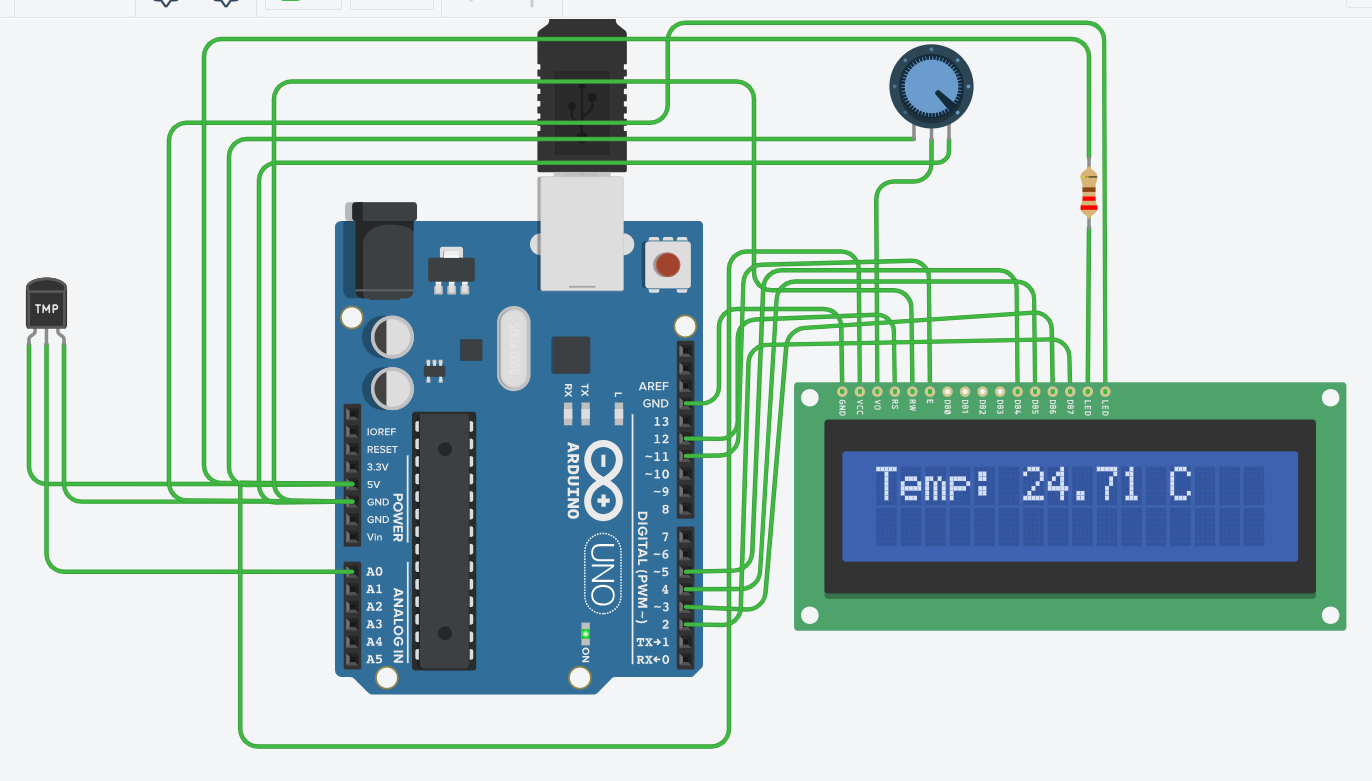 TMP
SPK16.000G
RX
TX
L
AREF
GND
13
12
~11
~10
~9
8
IOREF
RESET
3.3V
5V
GND
GND
Vin
POWER
ARDUINO
UNO
DIGITAL (PWM~)
7
~6
~5
4
~3
2
TX→1
RX←0
A0
A1
A2
A3
A4
A5
ANALOG IN
ON
GND
VCC
VO
RS
RW
E
DB0
DB1
DB2
DB3
DB4
DB5
DB6
DB7
LED
LED
Temp: 24.71 C